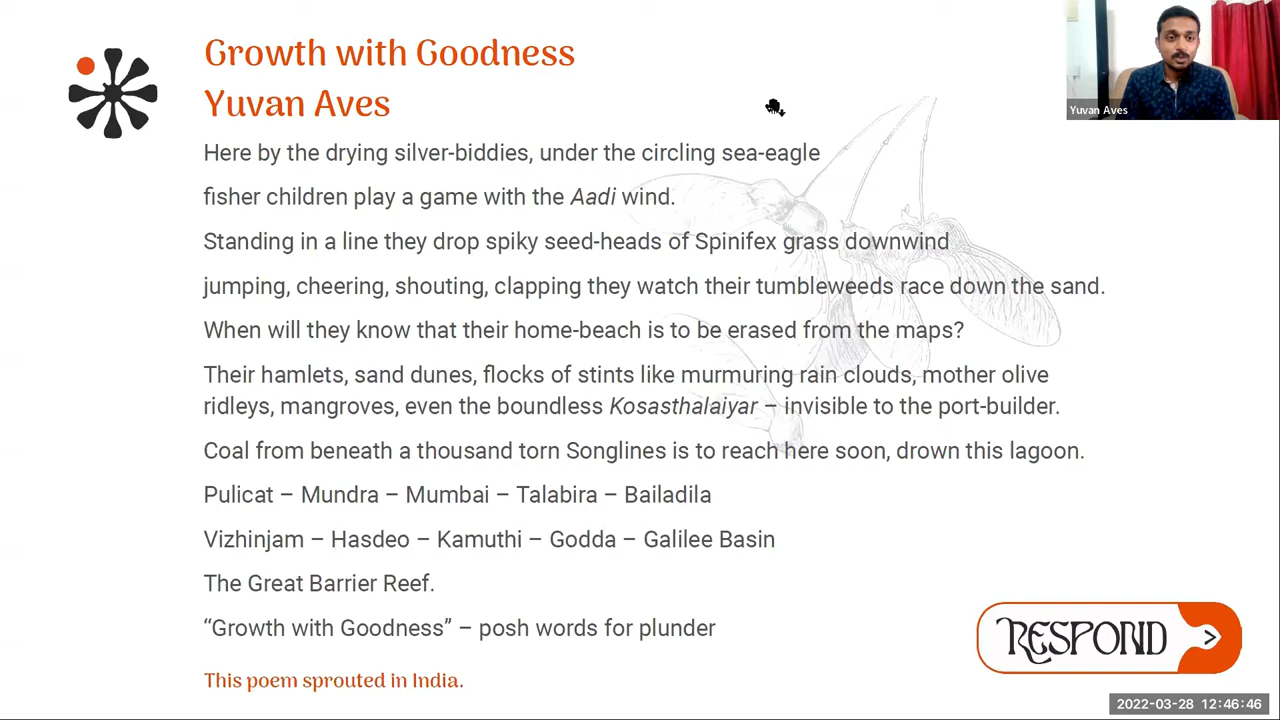 Growth with Goodness
Yuvan Aves
Yuvan Aves
Here by the drying silver-biddies, under the circling sea-eagle
fisher children play a game with the Aadi wind.
Standing in a line they drop spiky seed-heads of Spinifex grass downwind
jumping, cheering, shouting, clapping they watch their tumbleweeds race down the sand.
When will they know that their home-beach is to be erased from the maps?
Their hamlets, sand dunes, flocks of stints like murmuring rain clouds, mother olive
ridleys, mangroves, even the boundless Kosasthalaiyar – invisible to the port-builder.
Coal from beneath a thousand torn Songlines is to reach here soon, drown this lagoon.
Pulicat – Mundra – Mumbai – Talabira – Bailadila
Vizhinjam – Hasdeo – Kamuthi – Godda – Galilee Basin
The Great Barrier Reef.
“Growth with Goodness” – posh words for plunder
RESPOND >
This poem sprouted in India.
2022-03-28 12:46:46